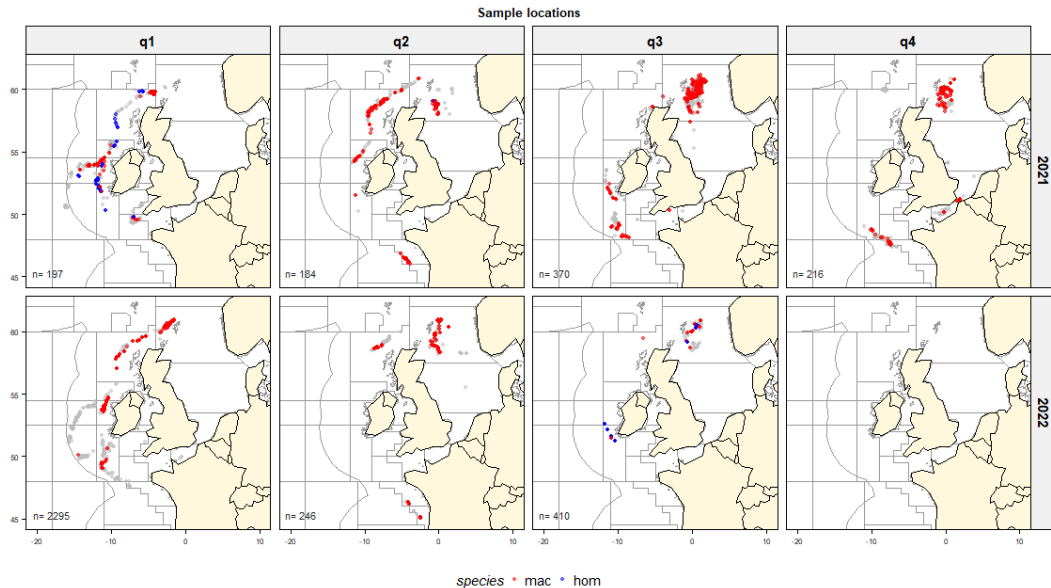 Sample locations
q1 q2 q3 q4
60
55
50
45
n= 197 n= 184 n= 370 n= 216
2021
60
55
50
45
n= 2295 n= 246 n= 410
2022
-20 -10 0 10 -20 -10 0 10 -20 -10 0 10 -20 -10 0 10
species mac hom